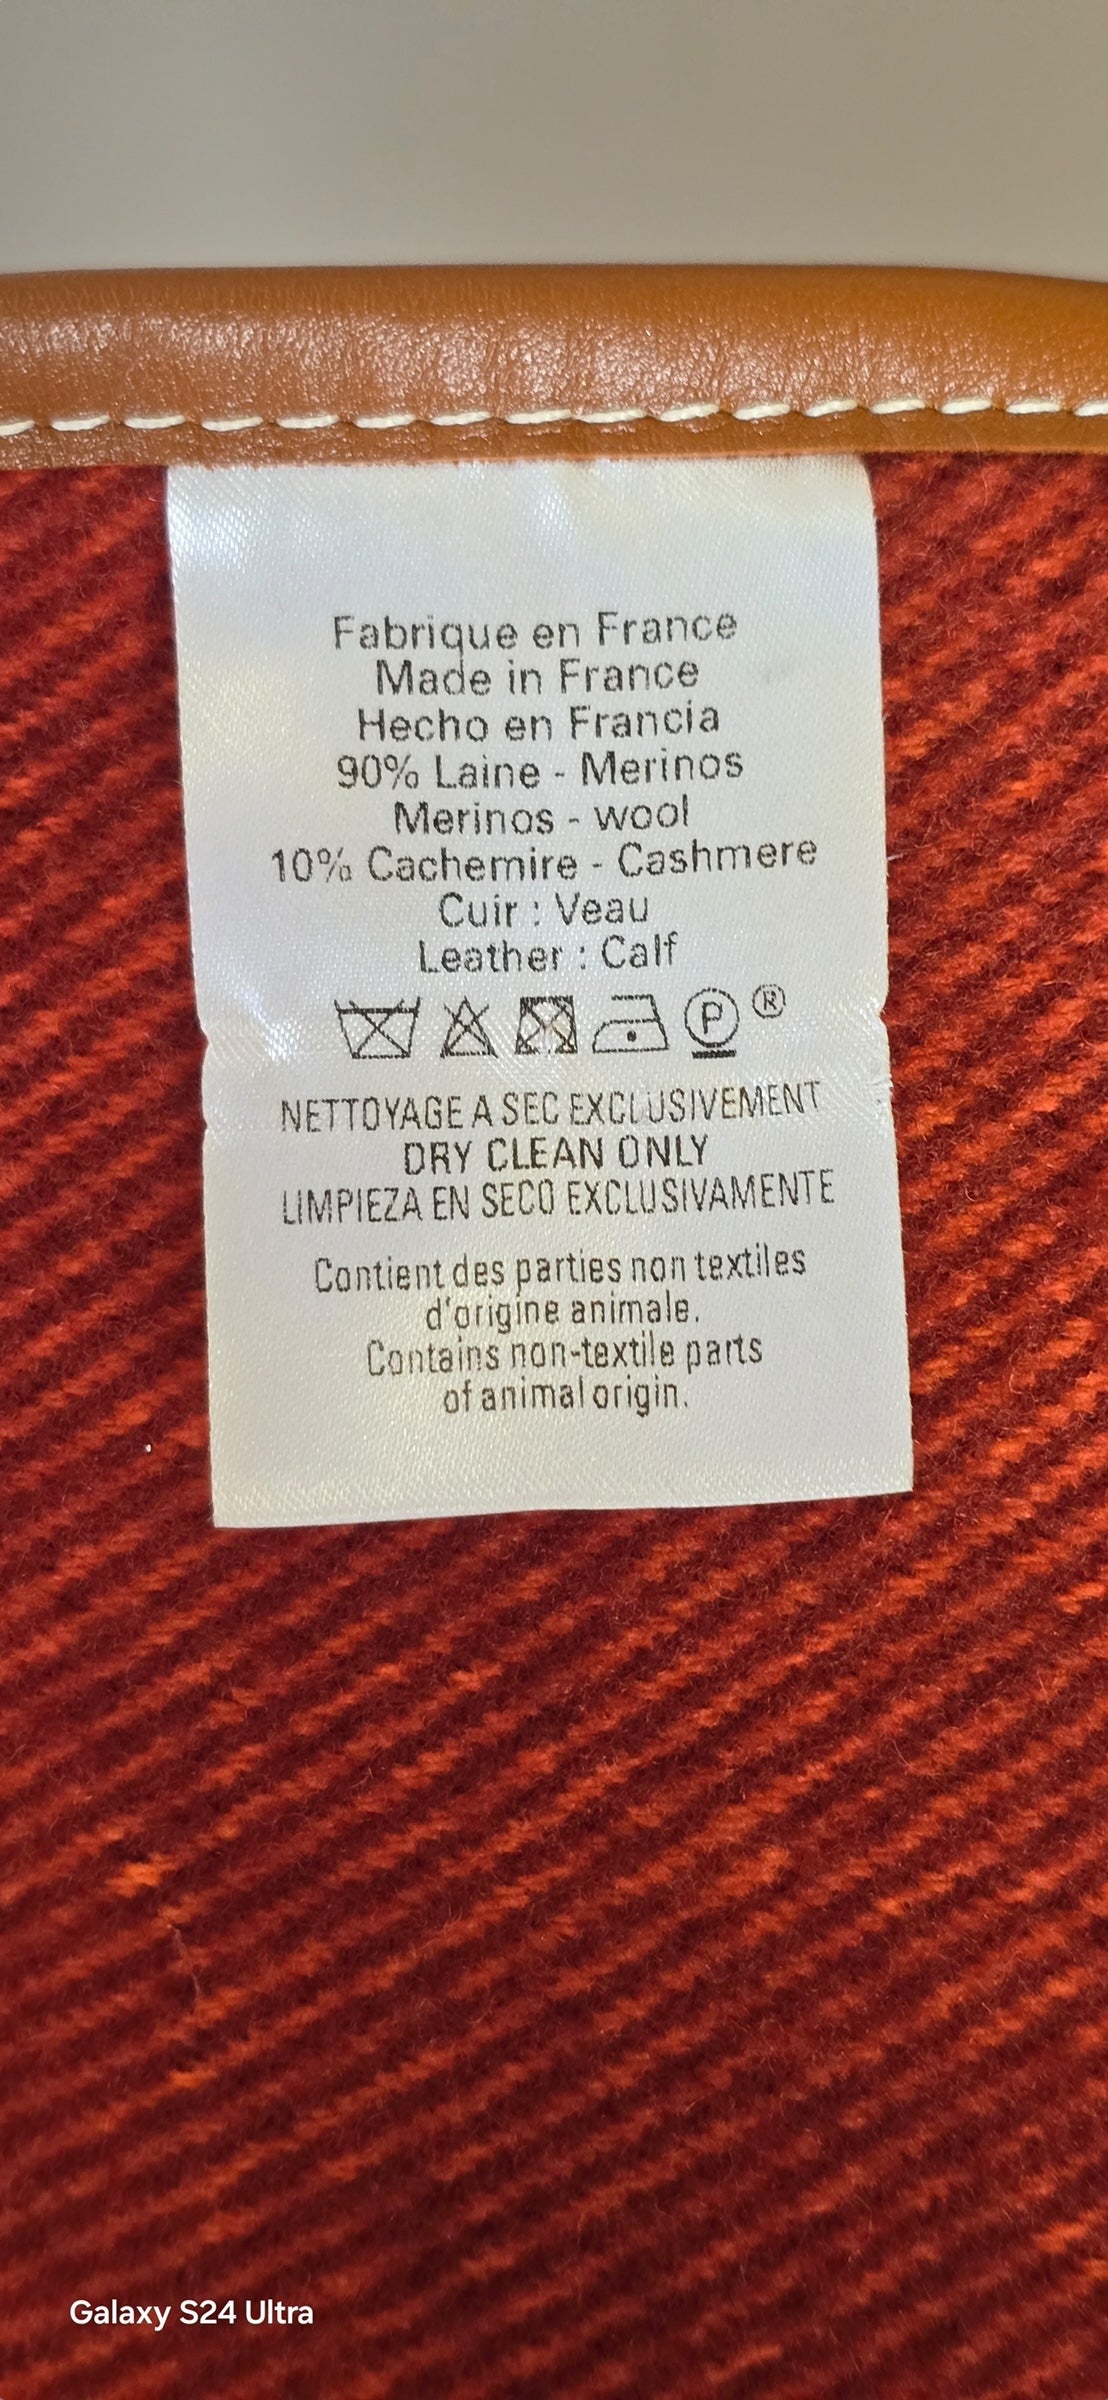 Fabrique en France
Made in France
Hecho en Francia
90% Laine - Merinos
Merinos - wool
10% Cachemire - Cashmere
Cuir : Veau
Leather : Calf
P ®
NETTOYAGE A SEC EXCLUSIVEMENT
DRY CLEAN ONLY
LIMPIEZA EN SECO EXCLUSIVAMENTE
Contient des parties non textiles
d'origine animale.
Contains non-textile parts
of animal origin.
Galaxy S24 Ultra